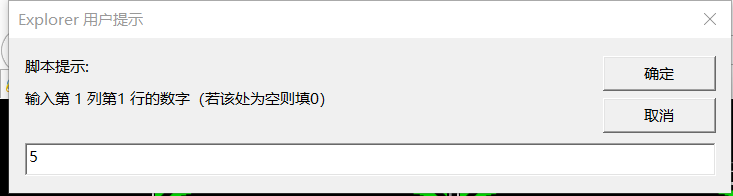 Explorer 用户提示
脚本提示:
输入第 1 列第1 行的数字（若该处为空则填0）
确定
取消
5